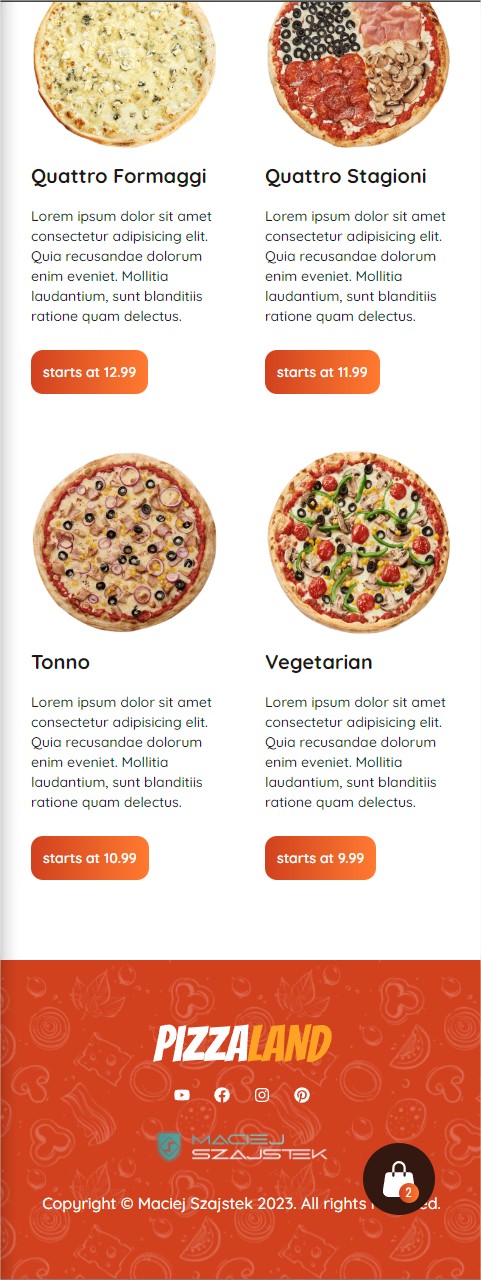 Quattro Formaggi
Lorem ipsum dolor sit amet
consectetur adipisicing elit.
Quia recusandae dolorum
enim eveniet. Mollitia
laudantium, sunt blanditiis
ratione quam delectus.
starts at 12.99
Quattro Stagioni
Lorem ipsum dolor sit amet
consectetur adipisicing elit.
Quia recusandae dolorum
enim eveniet. Mollitia
laudantium, sunt blanditiis
ratione quam delectus.
starts at 11.99
Tonno
Lorem ipsum dolor sit amet
consectetur adipisicing elit.
Quia recusandae dolorum
enim eveniet. Mollitia
laudantium, sunt blanditiis
ratione quam delectus.
starts at 10.99
Vegetarian
Lorem ipsum dolor sit amet
consectetur adipisicing elit.
Quia recusandae dolorum
enim eveniet. Mollitia
laudantium, sunt blanditiis
ratione quam delectus.
starts at 9.99
PIZZALAND
MACIEJ
SZAJSTEK
Copyright © Maciej Szajstek 2023. All rights
2